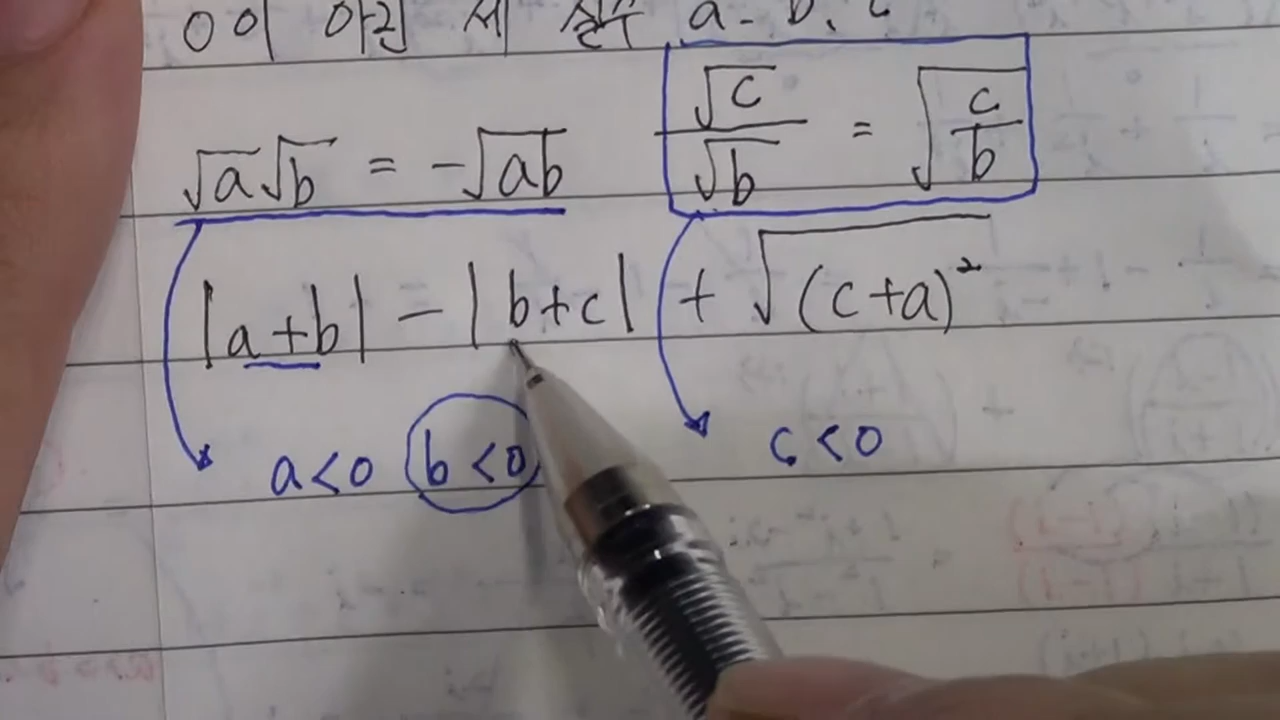 0이 아닌 세 실수 a. b. c
√a√b = -√ab √c/√b = √(c/b)
|a+b| - |b+c| + √(c+a)²
a<0 b<0 c<0